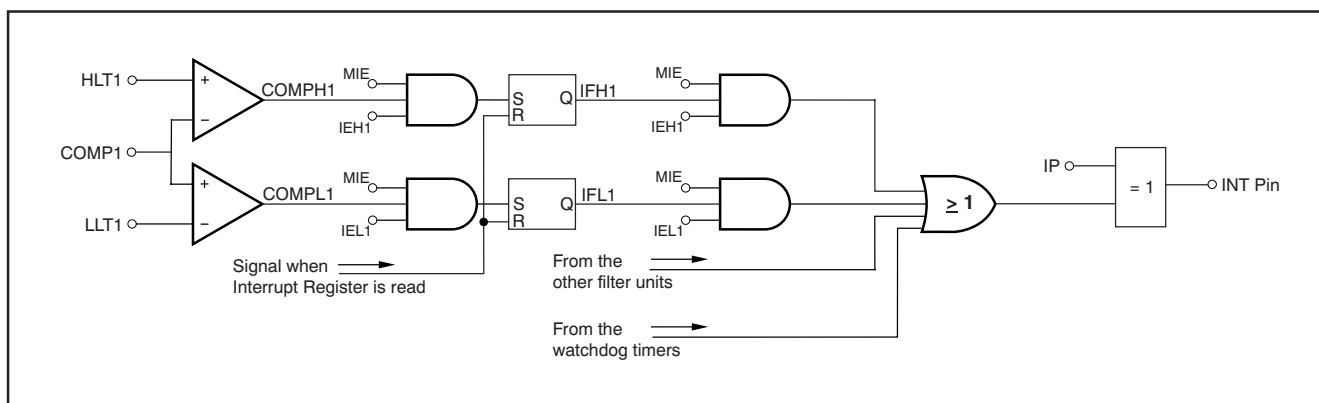 HLT1
+
−
COMPH1
MIE
IEH1
S
R
Q
IFH1
MIE
IEH1
COMP1
IP
= 1
INT Pin
LLT1
+
−
COMPL1
MIE
IEL1
S
R
Q
IFL1
MIE
IEL1
≥ 1
Signal when
Interrupt Register is read
From the
other filter units
From the
watchdog timers